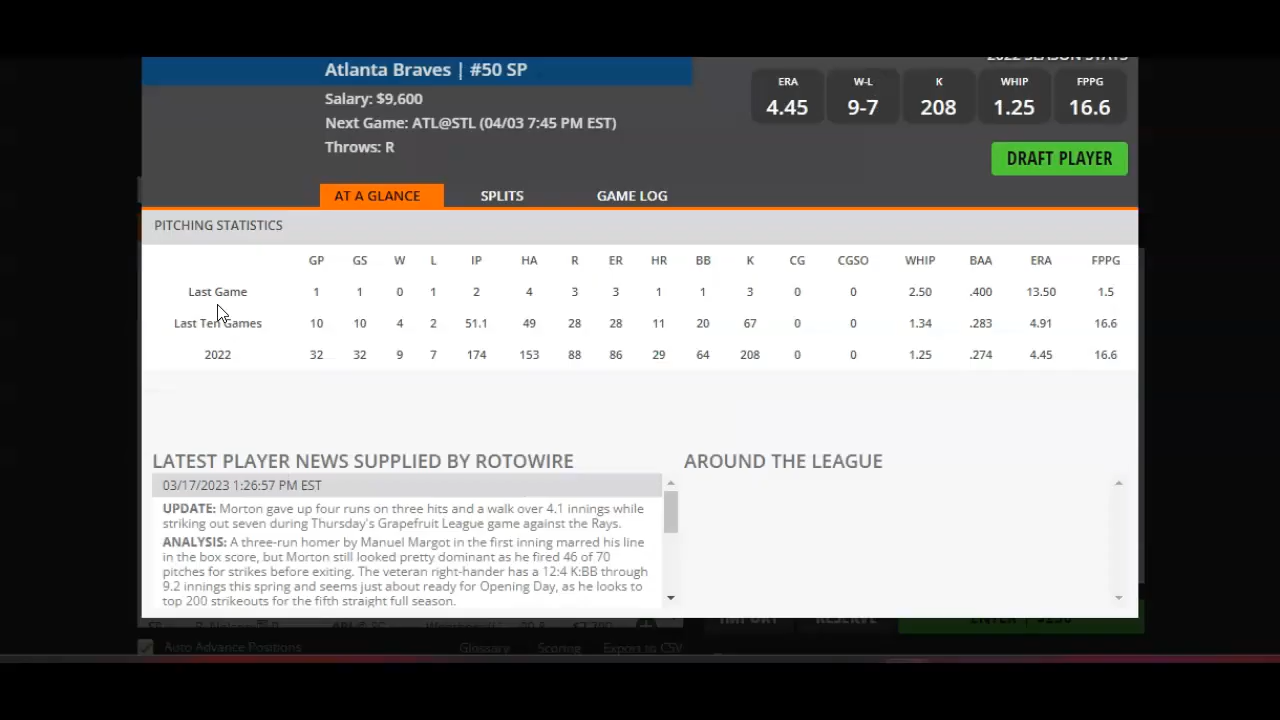 2022 SEASON STATS
Atlanta Braves | #50 SP
Salary: $9,600
Next Game: ATL@STL (04/03 7:45 PM EST)
Throws: R
ERA W-L K WHIP FPPG
4.45 9-7 208 1.25 16.6
DRAFT PLAYER
AT A GLANCE SPLITS GAME LOG
PITCHING STATISTICS
GP GS W L IP HA R ER HR BB K CG CGSO WHIP BAA ERA FPPG
Last Game 1 1 0 1 2 4 3 3 1 1 3 0 0 2.50 .400 13.50 1.5
Last Ten Games 10 10 4 2 51.1 49 28 28 11 20 67 0 0 1.34 .283 4.91 16.6
2022 32 32 9 7 174 153 88 86 29 64 208 0 0 1.25 .274 4.45 16.6
LATEST PLAYER NEWS SUPPLIED BY ROTOWIRE
AROUND THE LEAGUE
03/17/2023 1:26:57 PM EST
UPDATE: Morton gave up four runs on three hits and a walk over 4.1 innings while
striking out seven during Thursday's Grapefruit League game against the Rays.
ANALYSIS: A three-run homer by Manuel Margot in the first inning marred his line
in the box score, but Morton still looked pretty dominant as he fired 46 of 70
pitches for strikes before exiting. The veteran right-hander has a 12:4 K:BB through
9.2 innings this spring and seems just about ready for Opening Day, as he looks to
top 200 strikeouts for the fifth straight full season.
IMPORT RESERVE ENTER
Auto Advance Positions Glossary Scoring Export to CSV